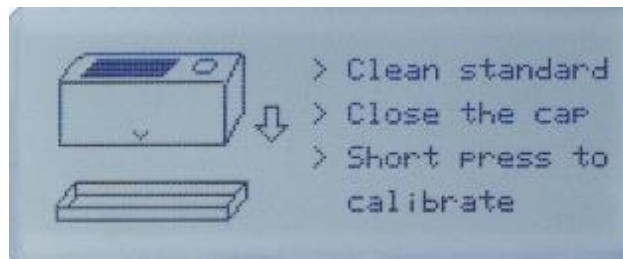 > Clean standard
> Close the cap
> Short press to
calibrate